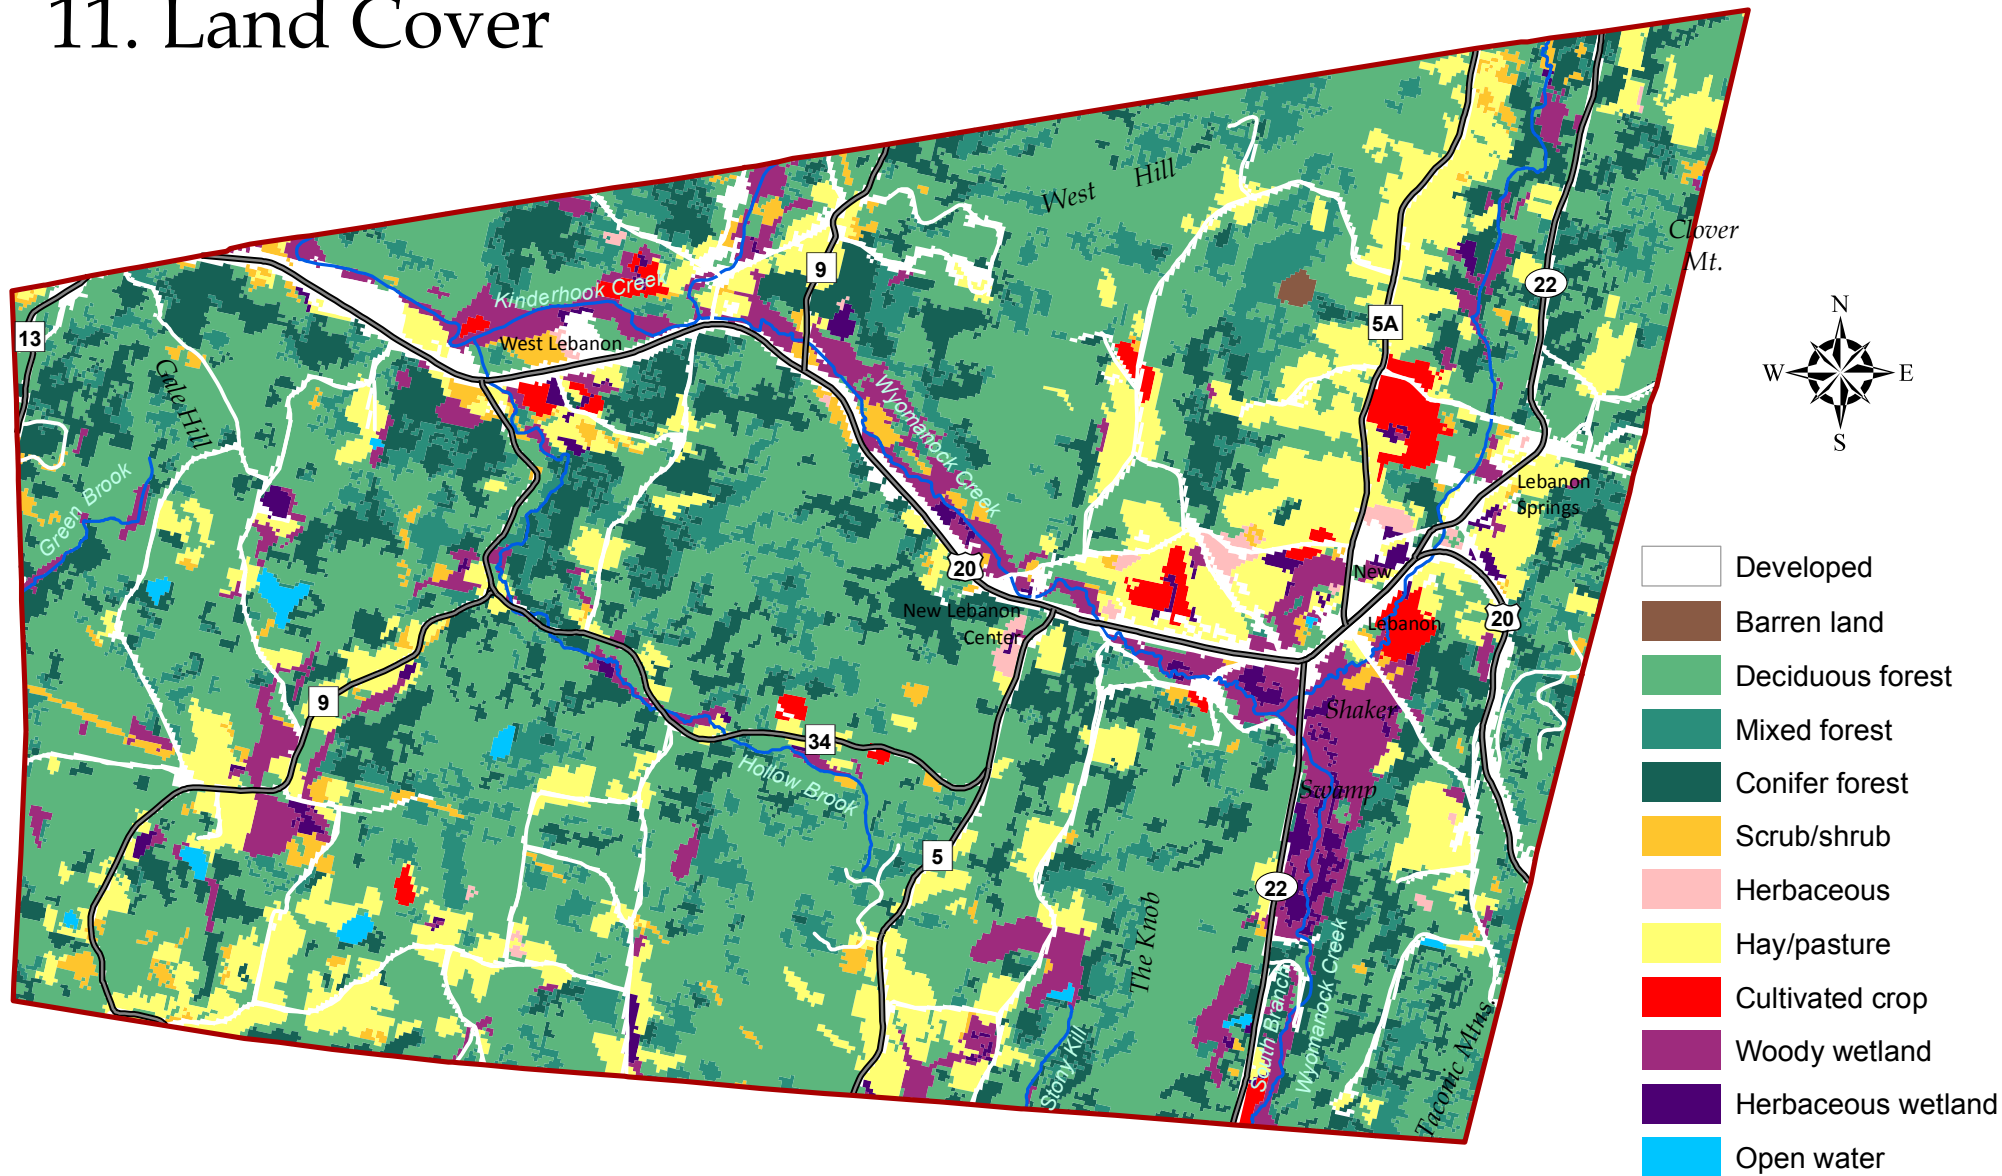 11. Land Cover
West Hill
Clover
Mt.
N
W E
S
9
22
13
5A
Kinderhook Creek
West Lebanon
Gale Hill
Wyomanock Creek
Green Brook
Lebanon
Springs
20
New Lebanon
Center
New
Lebanon
20
9
34
Hollow Brook
Shaker
Swamp
5
22
The Knob
South Branch
Wyomanock Creek
Stony Kill
Taconic Mtns.
Developed
Barren land
Deciduous forest
Mixed forest
Conifer forest
Scrub/shrub
Herbaceous
Hay/pasture
Cultivated crop
Woody wetland
Herbaceous wetland
Open water